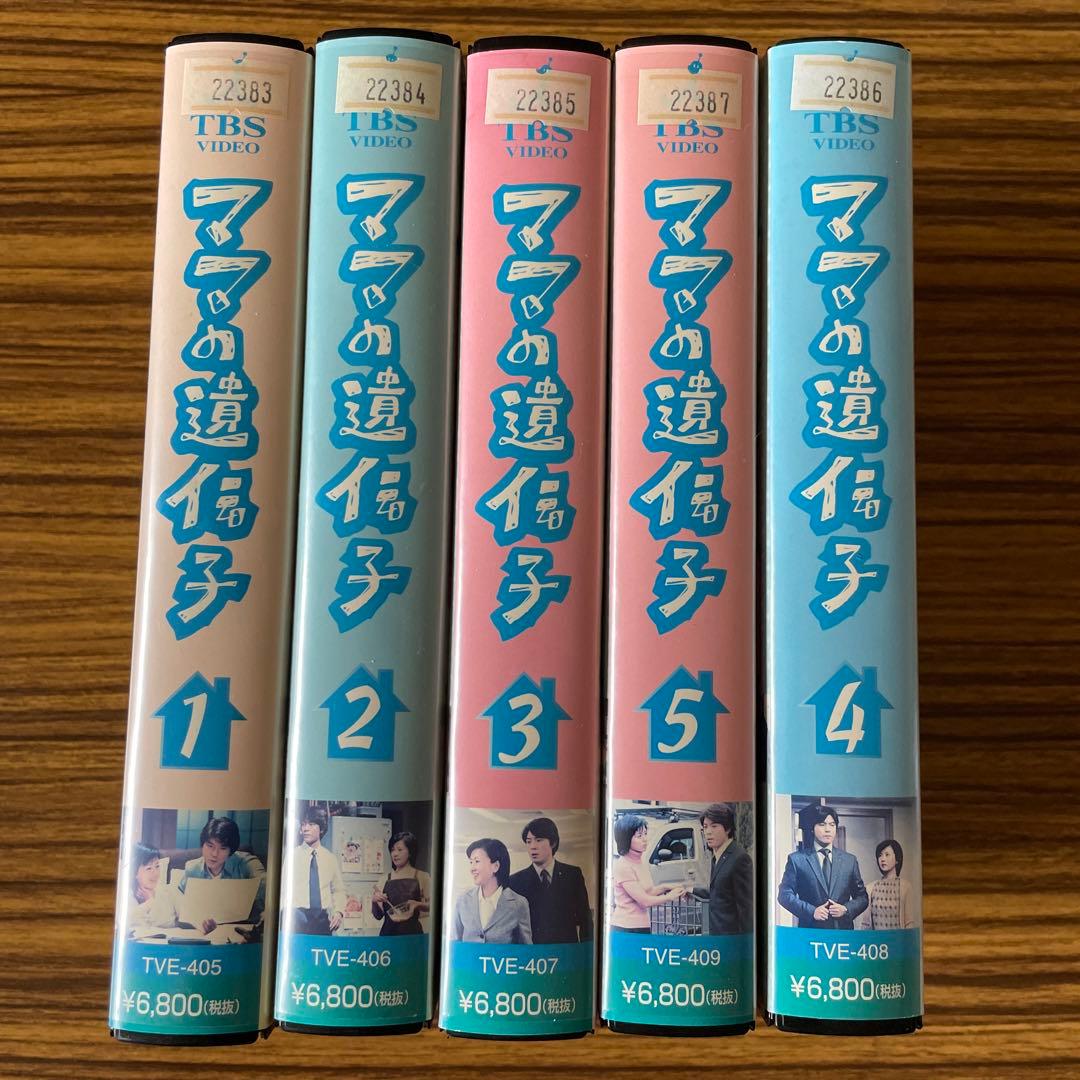 22383
TBS
VIDEO
ママの遺伝子
1
TVE-405
¥6,800(税抜)
22384
TBS
VIDEO
ママの遺伝子
2
TVE-406
¥6,800(税抜)
22385
TBS
VIDEO
ママの遺伝子
3
TVE-407
¥6,800(税抜)
22387
TBS
VIDEO
ママの遺伝子
5
TVE-409
¥6,800(税抜)
22386
TBS
VIDEO
ママの遺伝子
4
TVE-408
¥6,800(税抜)